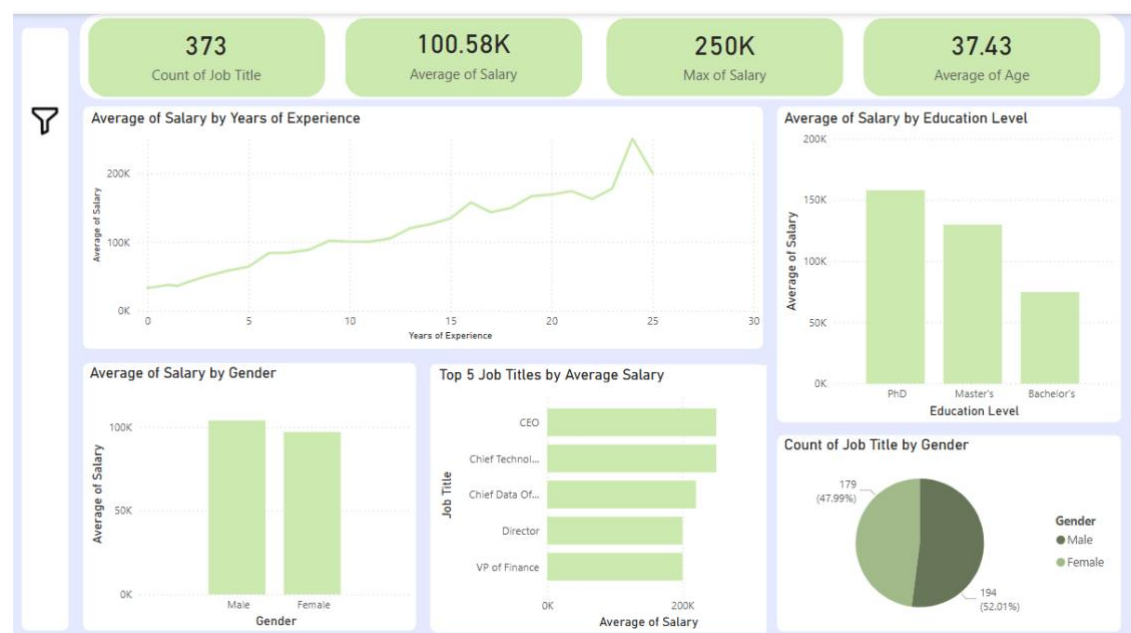 373
Count of Job Title
100.58K
Average of Salary
250K
Max of Salary
37.43
Average of Age
Average of Salary by Years of Experience
Average of Salary
200K
100K
0K
0
5
10
15
20
25
30
Years of Experience
Average of Salary by Education Level
Average of Salary
200K
150K
100K
50K
0K
PhD
Master's
Bachelor's
Education Level
Average of Salary by Gender
Average of Salary
100K
50K
0K
Male
Female
Gender
Top 5 Job Titles by Average Salary
Job Title
CEO
Chief Technol...
Chief Data Of...
Director
VP of Finance
0K
200K
Average of Salary
Count of Job Title by Gender
179
(47.99%)
194
(52.01%)
Gender
Male
Female